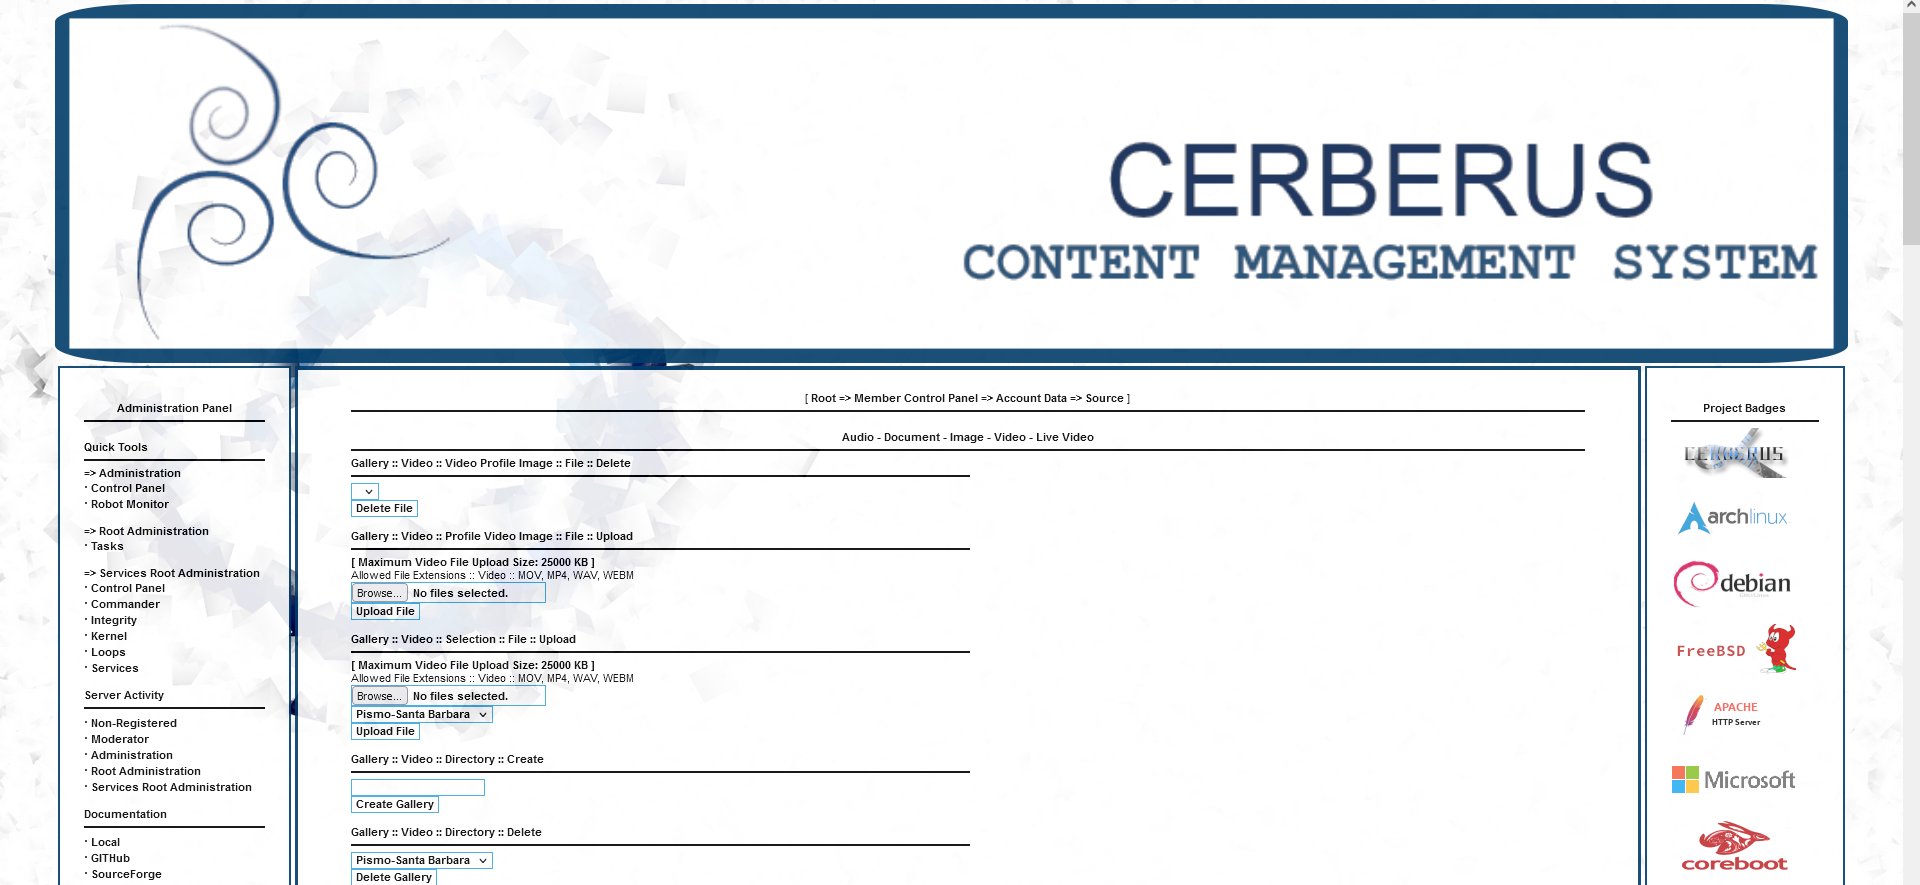 CERBERUS
CONTENT MANAGEMENT SYSTEM
Administration Panel
Quick Tools
=> Administration
· Control Panel
· Robot Monitor
=> Root Administration
· Tasks
=> Services Root Administration
· Control Panel
· Commander
· Integrity
· Kernel
· Loops
· Services
Server Activity
· Non-Registered
· Moderator
· Administration
· Root Administration
· Services Root Administration
Documentation
· Local
· GITHub
· SourceForge
[ Root => Member Control Panel => Account Data => Source ]
Audio - Document - Image - Video - Live Video
Gallery :: Video :: Video Profile Image :: File :: Delete
Delete File
Gallery :: Video :: Profile Video Image :: File :: Upload
[ Maximum Video File Upload Size: 25000 KB ]
Allowed File Extensions :: Video :: MOV, MP4, WAV, WEBM
Browse... No files selected.
Upload File
Gallery :: Video :: Selection :: File :: Upload
[ Maximum Video File Upload Size: 25000 KB ]
Allowed File Extensions :: Video :: MOV, MP4, WAV, WEBM
Browse... No files selected.
Pismo-Santa Barbara
Upload File
Gallery :: Video :: Directory :: Create
Create Gallery
Gallery :: Video :: Directory :: Delete
Pismo-Santa Barbara
Delete Gallery
Project Badges
CERBERUS
archlinux
debian
FreeBSD
APACHE
HTTP Server
Microsoft
coreboot